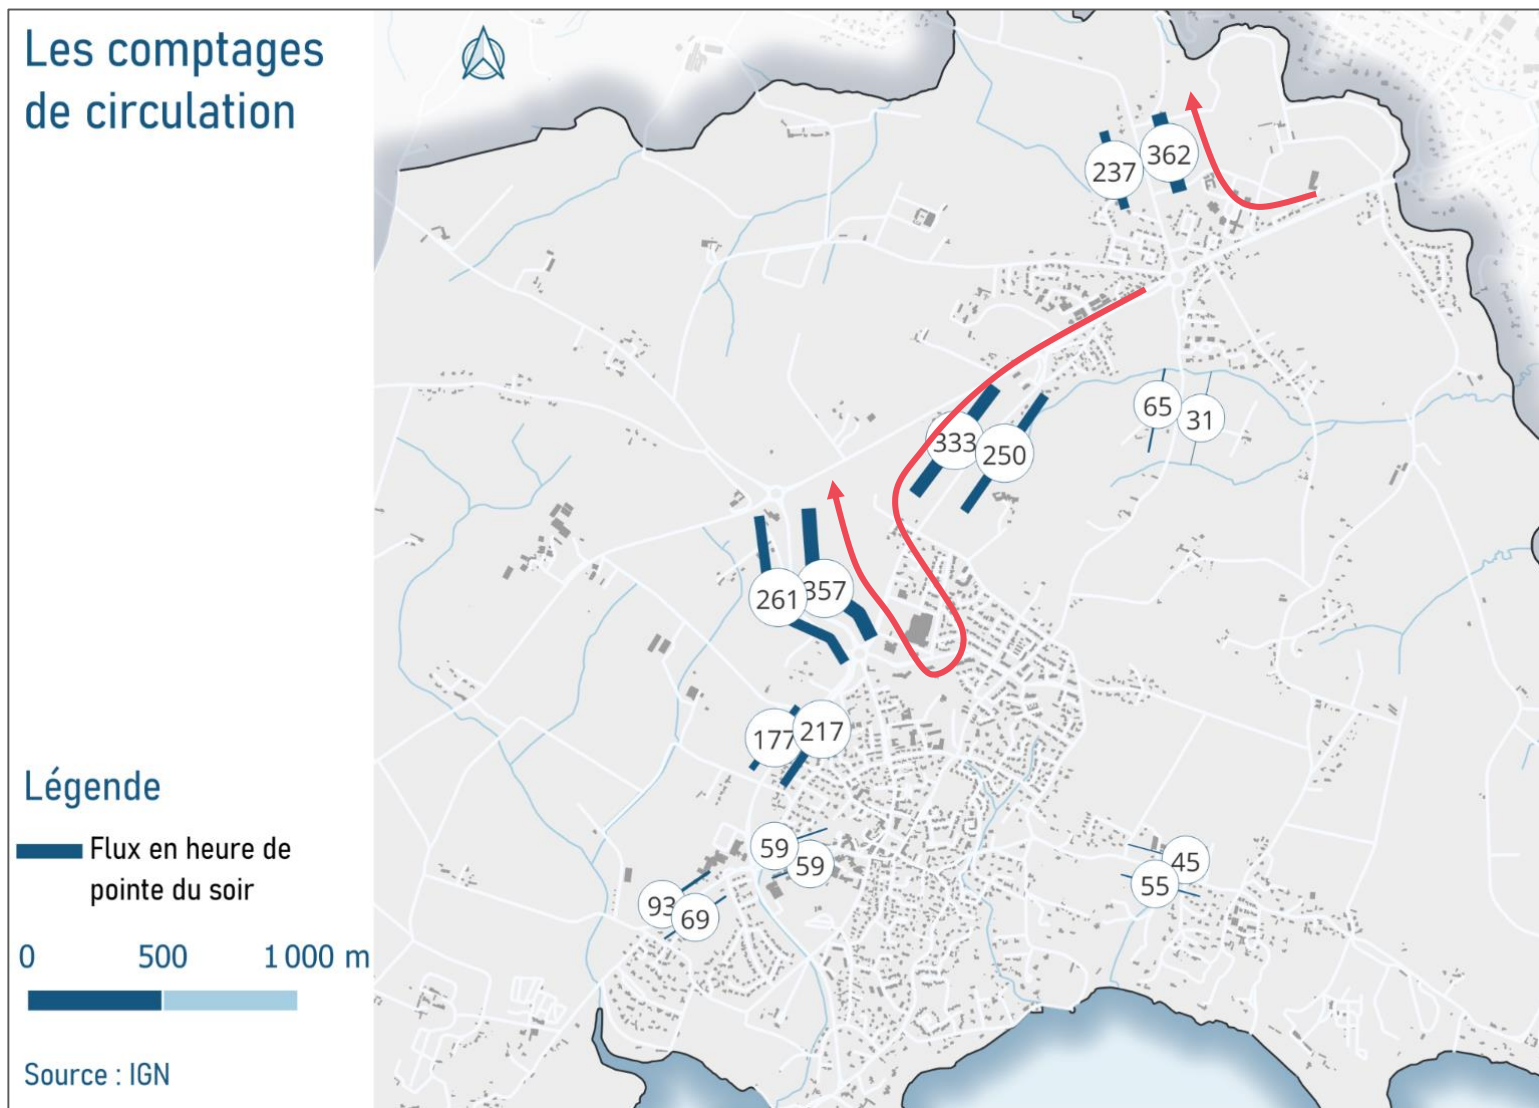 Les comptages
de circulation
237
362
333
250
65
31
261
357
177
217
59
59
93
69
45
55
Légende
Flux en heure de
pointe du soir
0 500 1 000 m
Source : IGN